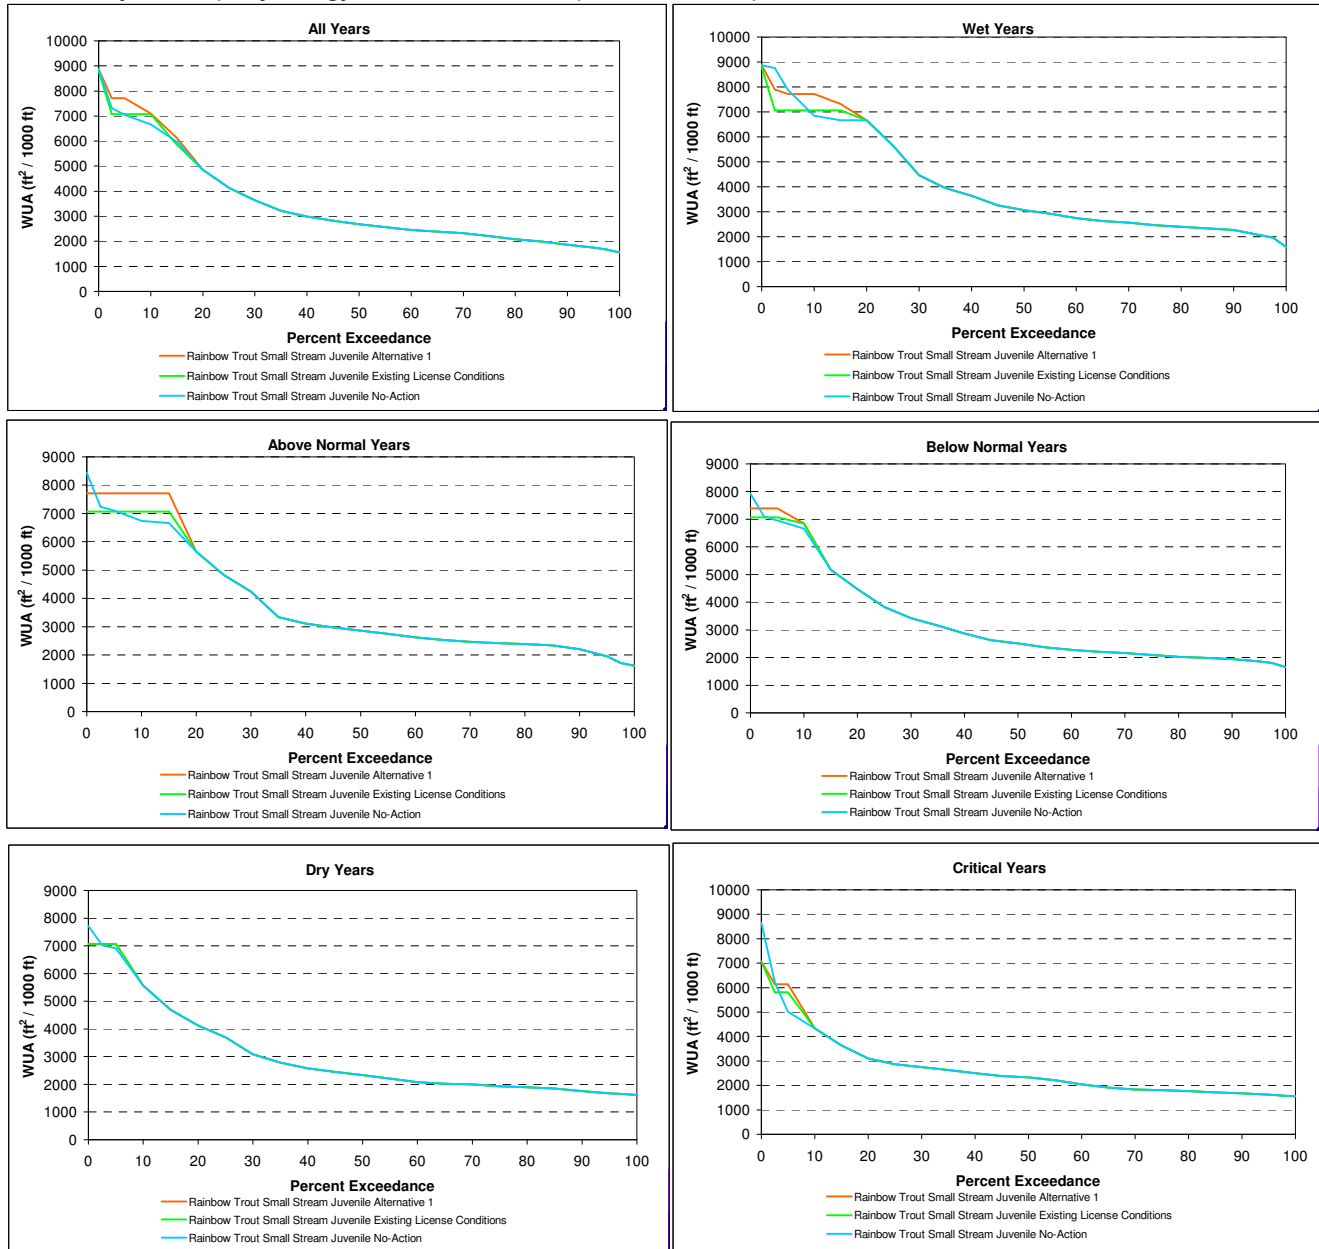 All Years
WUA (ft² / 1000 ft)
10000
9000
8000
7000
6000
5000
4000
3000
2000
1000
0
0 10 20 30 40 50 60 70 80 90 100
Percent Exceedance
Rainbow Trout Small Stream Juvenile Alternative 1
Rainbow Trout Small Stream Juvenile Existing License Conditions
Rainbow Trout Small Stream Juvenile No-Action
Wet Years
WUA (ft² / 1000 ft)
10000
9000
8000
7000
6000
5000
4000
3000
2000
1000
0
0 10 20 30 40 50 60 70 80 90 100
Percent Exceedance
Rainbow Trout Small Stream Juvenile Alternative 1
Rainbow Trout Small Stream Juvenile Existing License Conditions
Rainbow Trout Small Stream Juvenile No-Action
Above Normal Years
WUA (ft² / 1000 ft)
9000
8000
7000
6000
5000
4000
3000
2000
1000
0
0 10 20 30 40 50 60 70 80 90 100
Percent Exceedance
Rainbow Trout Small Stream Juvenile Alternative 1
Rainbow Trout Small Stream Juvenile Existing License Conditions
Rainbow Trout Small Stream Juvenile No-Action
Below Normal Years
WUA (ft² / 1000 ft)
9000
8000
7000
6000
5000
4000
3000
2000
1000
0
0 10 20 30 40 50 60 70 80 90 100
Percent Exceedance
Rainbow Trout Small Stream Juvenile Alternative 1
Rainbow Trout Small Stream Juvenile Existing License Conditions
Rainbow Trout Small Stream Juvenile No-Action
Dry Years
WUA (ft² / 1000 ft)
9000
8000
7000
6000
5000
4000
3000
2000
1000
0
0 10 20 30 40 50 60 70 80 90 100
Percent Exceedance
Rainbow Trout Small Stream Juvenile Alternative 1
Rainbow Trout Small Stream Juvenile Existing License Conditions
Rainbow Trout Small Stream Juvenile No-Action
Critical Years
WUA (ft² / 1000 ft)
10000
9000
8000
7000
6000
5000
4000
3000
2000
1000
0
0 10 20 30 40 50 60 70 80 90 100
Percent Exceedance
Rainbow Trout Small Stream Juvenile Alternative 1
Rainbow Trout Small Stream Juvenile Existing License Conditions
Rainbow Trout Small Stream Juvenile No-Action